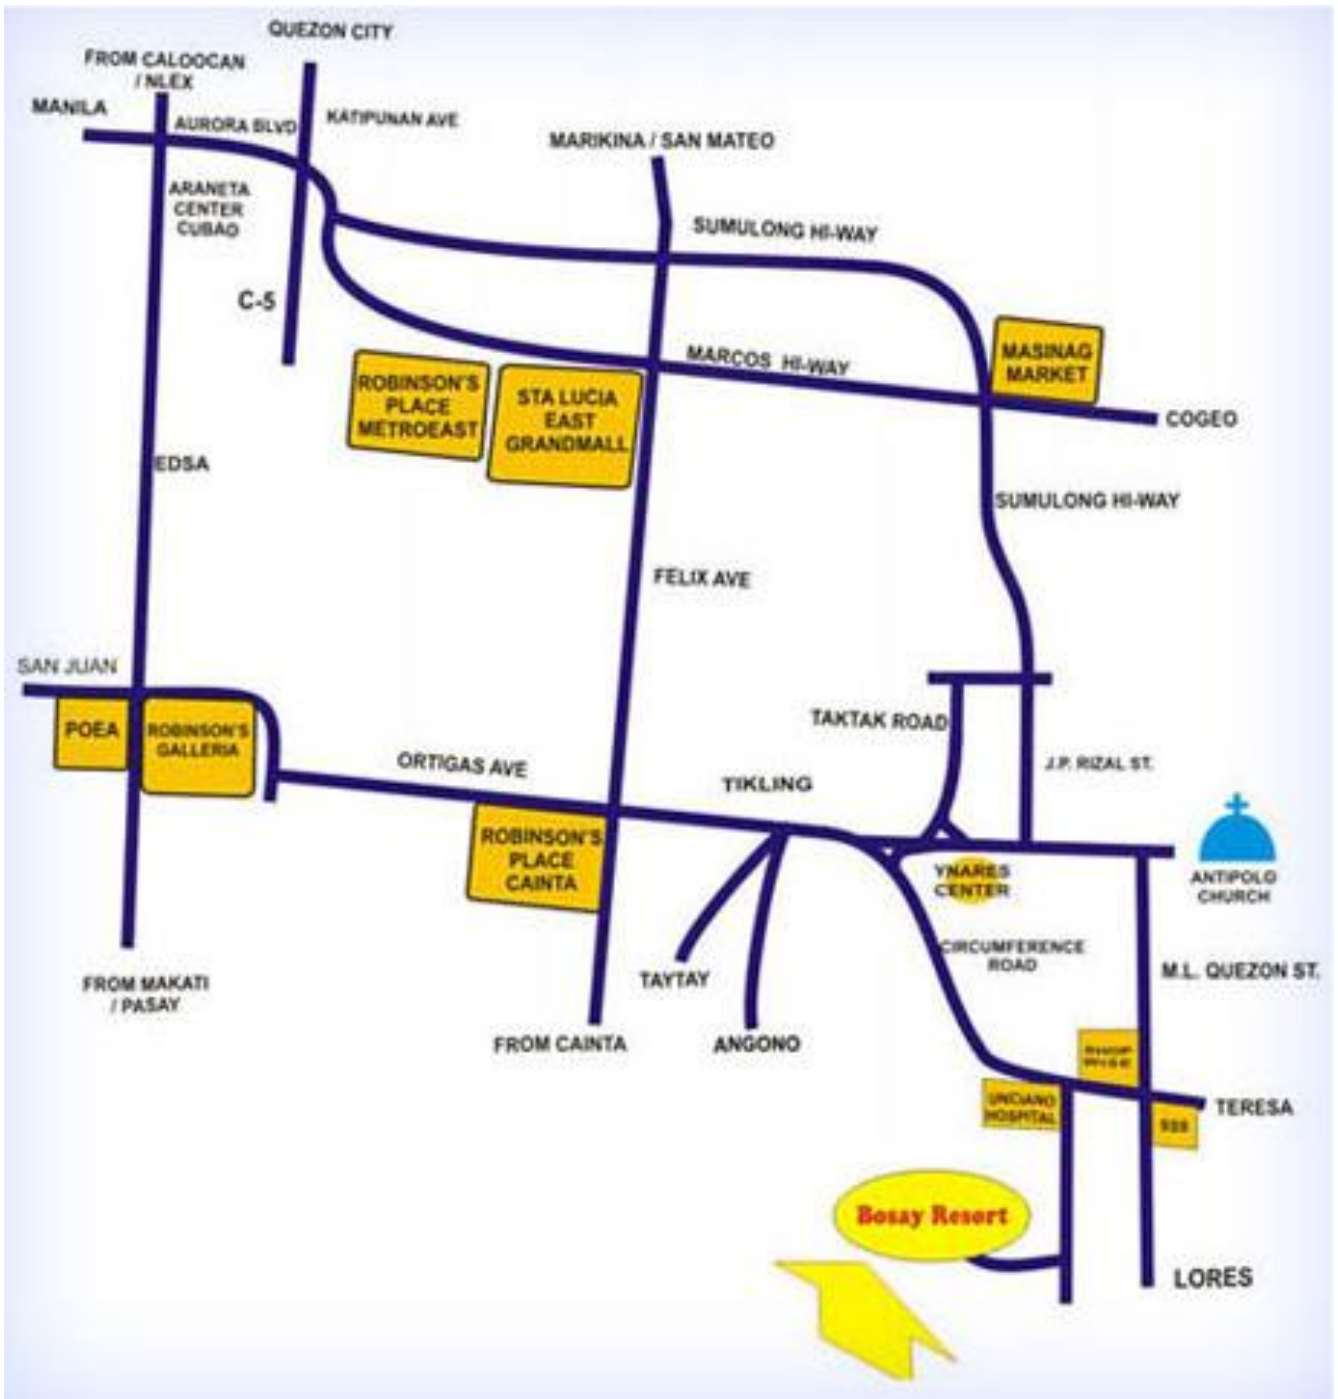 QUEZON CITY
FROM CALOOCAN
/ NLEX
MANILA
AURORA BLVD
KATIPUNAN AVE
MARIKINA / SAN MATEO
ARANETA
CENTER
CUBAO
SUMULONG HI-WAY
C-5
MARCOS HI-WAY
MASINAG
MARKET
ROBINSON'S
PLACE
METROEAST
STA LUCIA
EAST
GRANDMALL
COGEO
EDSA
SUMULONG HI-WAY
FELIX AVE
SAN JUAN
POEA
ROBINSON'S
GALLERIA
TAKTAK ROAD
ORTIGAS AVE
TIKLING
J.P. RIZAL ST.
ROBINSON'S
PLACE
CAINTA
YNARES
CENTER
ANTIPOLO
CHURCH
CIRCUMFERENCE
ROAD
M.L. QUEZON ST.
FROM MAKATI
/ PASAY
TAYTAY
FROM CAINTA
ANGONO
UNCIANO
HOSPITAL
TERESA
Bosay Resort
LORES